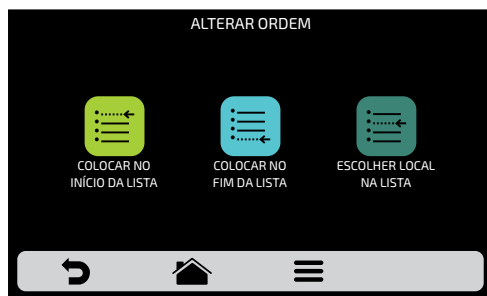 ALTERAR ORDEM
COLOCAR NO
INÍCIO DA LISTA
COLOCAR NO
FIM DA LISTA
ESCOLHER LOCAL
NA LISTA